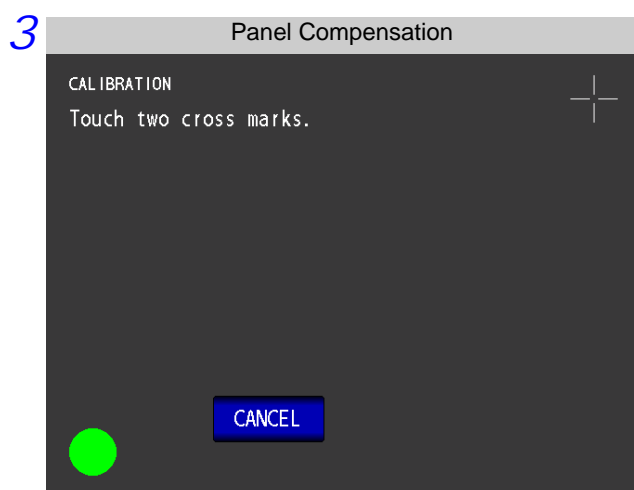 3
Panel Compensation
CALIBRATION
Touch two cross marks.
CANCEL